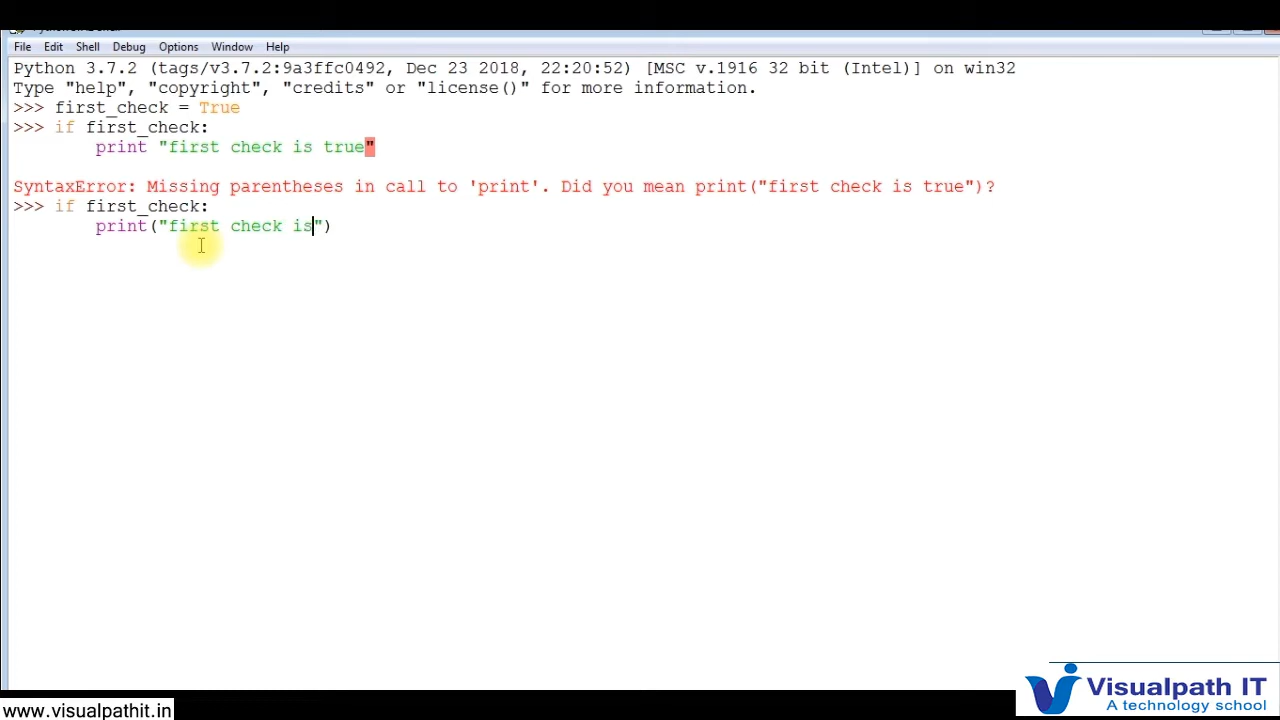 File Edit Shell Debug Options Window Help
Python 3.7.2 (tags/v3.7.2:9a3ffc0492, Dec 23 2018, 22:20:52) [MSC v.1916 32 bit (Intel)] on win32
Type "help", "copyright", "credits" or "license()" for more information.
>>> first_check = True
>>> if first_check:
        print "first check is true"
SyntaxError: Missing parentheses in call to 'print'. Did you mean print("first check is true")?
>>> if first_check:
        print("first check is")
Visualpath IT
A technology school
www.visualpathit.in